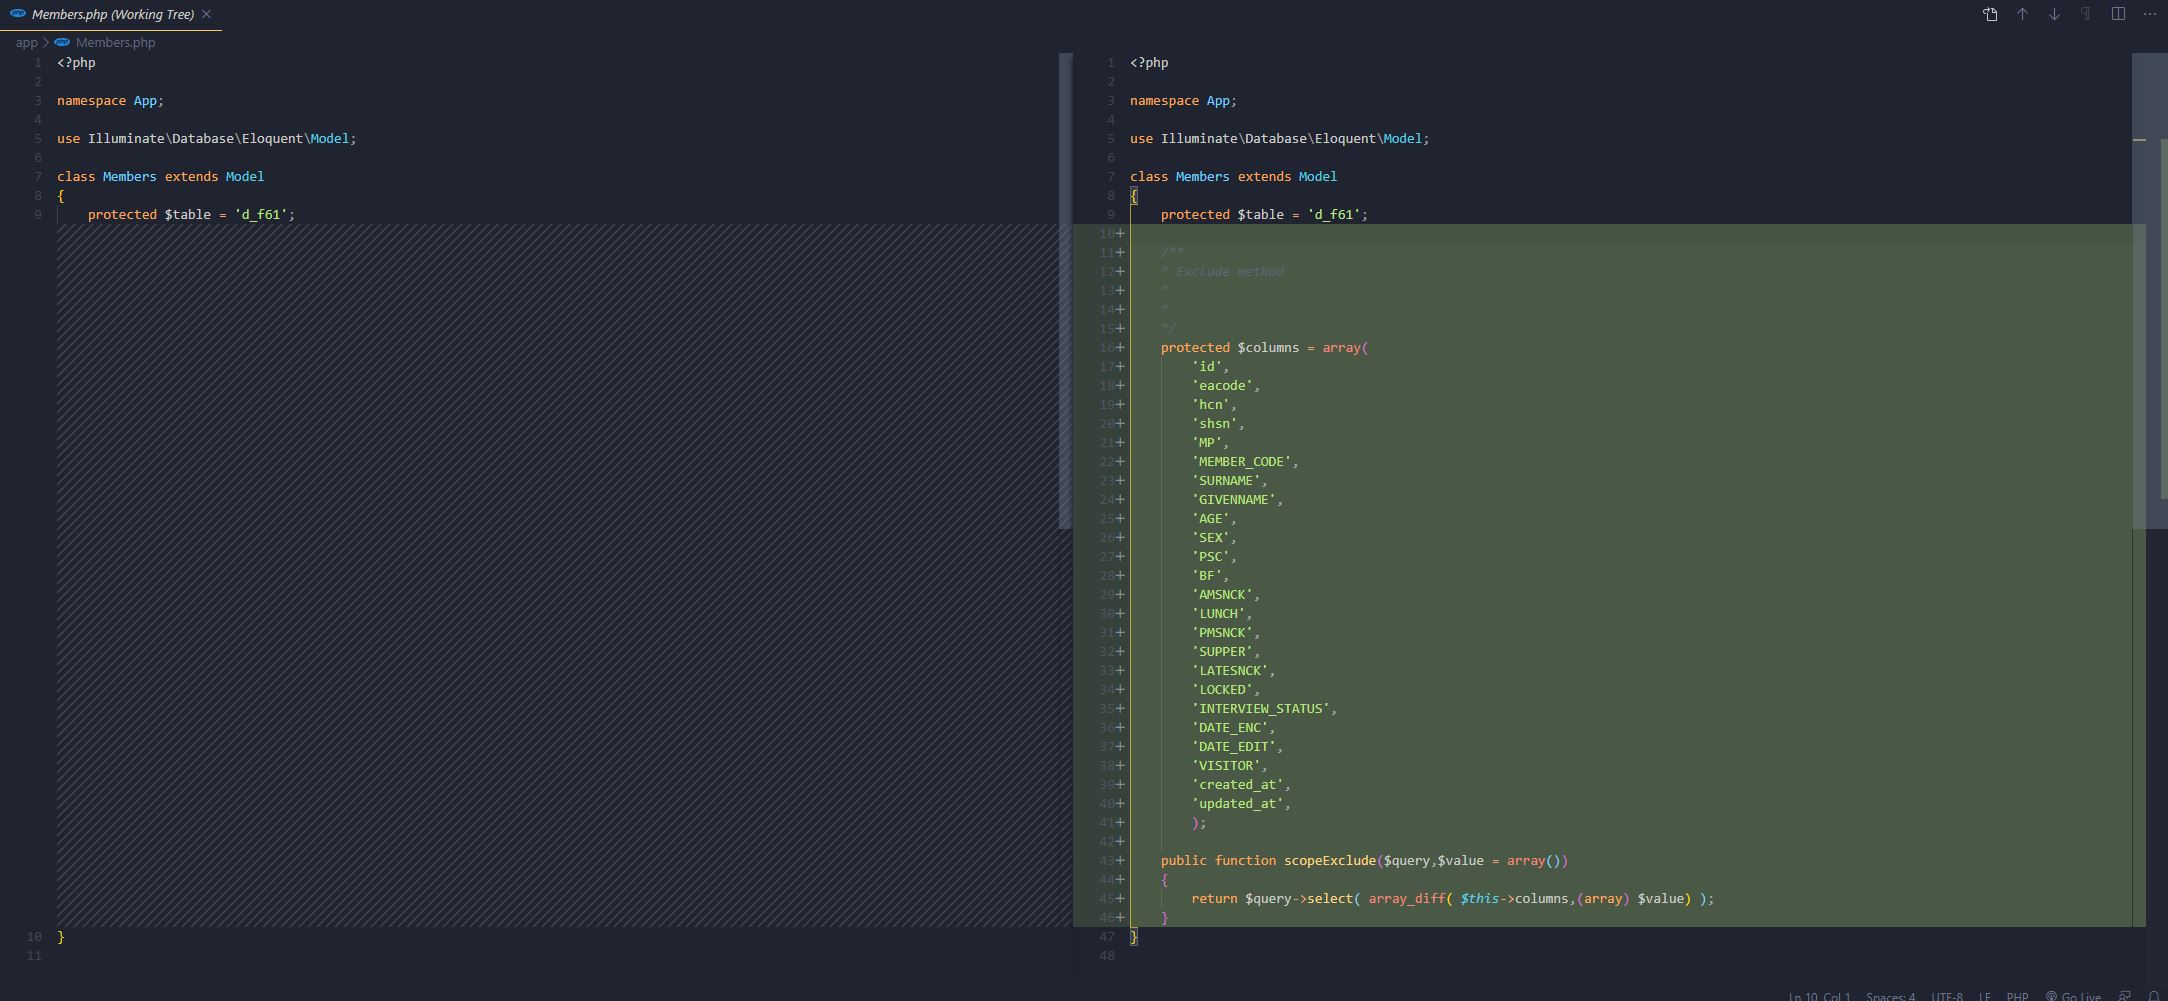 Members.php (Working Tree)
app > Members.php
1 <?php
2
3 namespace App;
4
5 use Illuminate\Database\Eloquent\Model;
6
7 class Members extends Model
8 {
9     protected $table = 'd_f61';
10 }
11
1 <?php
2
3 namespace App;
4
5 use Illuminate\Database\Eloquent\Model;
6
7 class Members extends Model
8 {
9     protected $table = 'd_f61';
10+
11+    /**
12+    * Exclude method
13+    *
14+    *
15+    */
16+    protected $columns = array(
17+        'id',
18+        'eacode',
19+        'hcn',
20+        'shsn',
21+        'MP',
22+        'MEMBER_CODE',
23+        'SURNAME',
24+        'GIVENNAME',
25+        'AGE',
26+        'SEX',
27+        'PSC',
28+        'BF',
29+        'AMSNCK',
30+        'LUNCH',
31+        'PMSNCK',
32+        'SUPPER',
33+        'LATESNCK',
34+        'LOCKED',
35+        'INTERVIEW_STATUS',
36+        'DATE_ENC',
37+        'DATE_EDIT',
38+        'VISITOR',
39+        'created_at',
40+        'updated_at',
41+        );
42+
43+    public function scopeExclude($query,$value = array())
44+    {
45+        return $query->select( array_diff( $this->columns,(array) $value) );
46+    }
47 }
48
Ln 10, Col 1 Spaces: 4 UTF-8 LF PHP Go Live